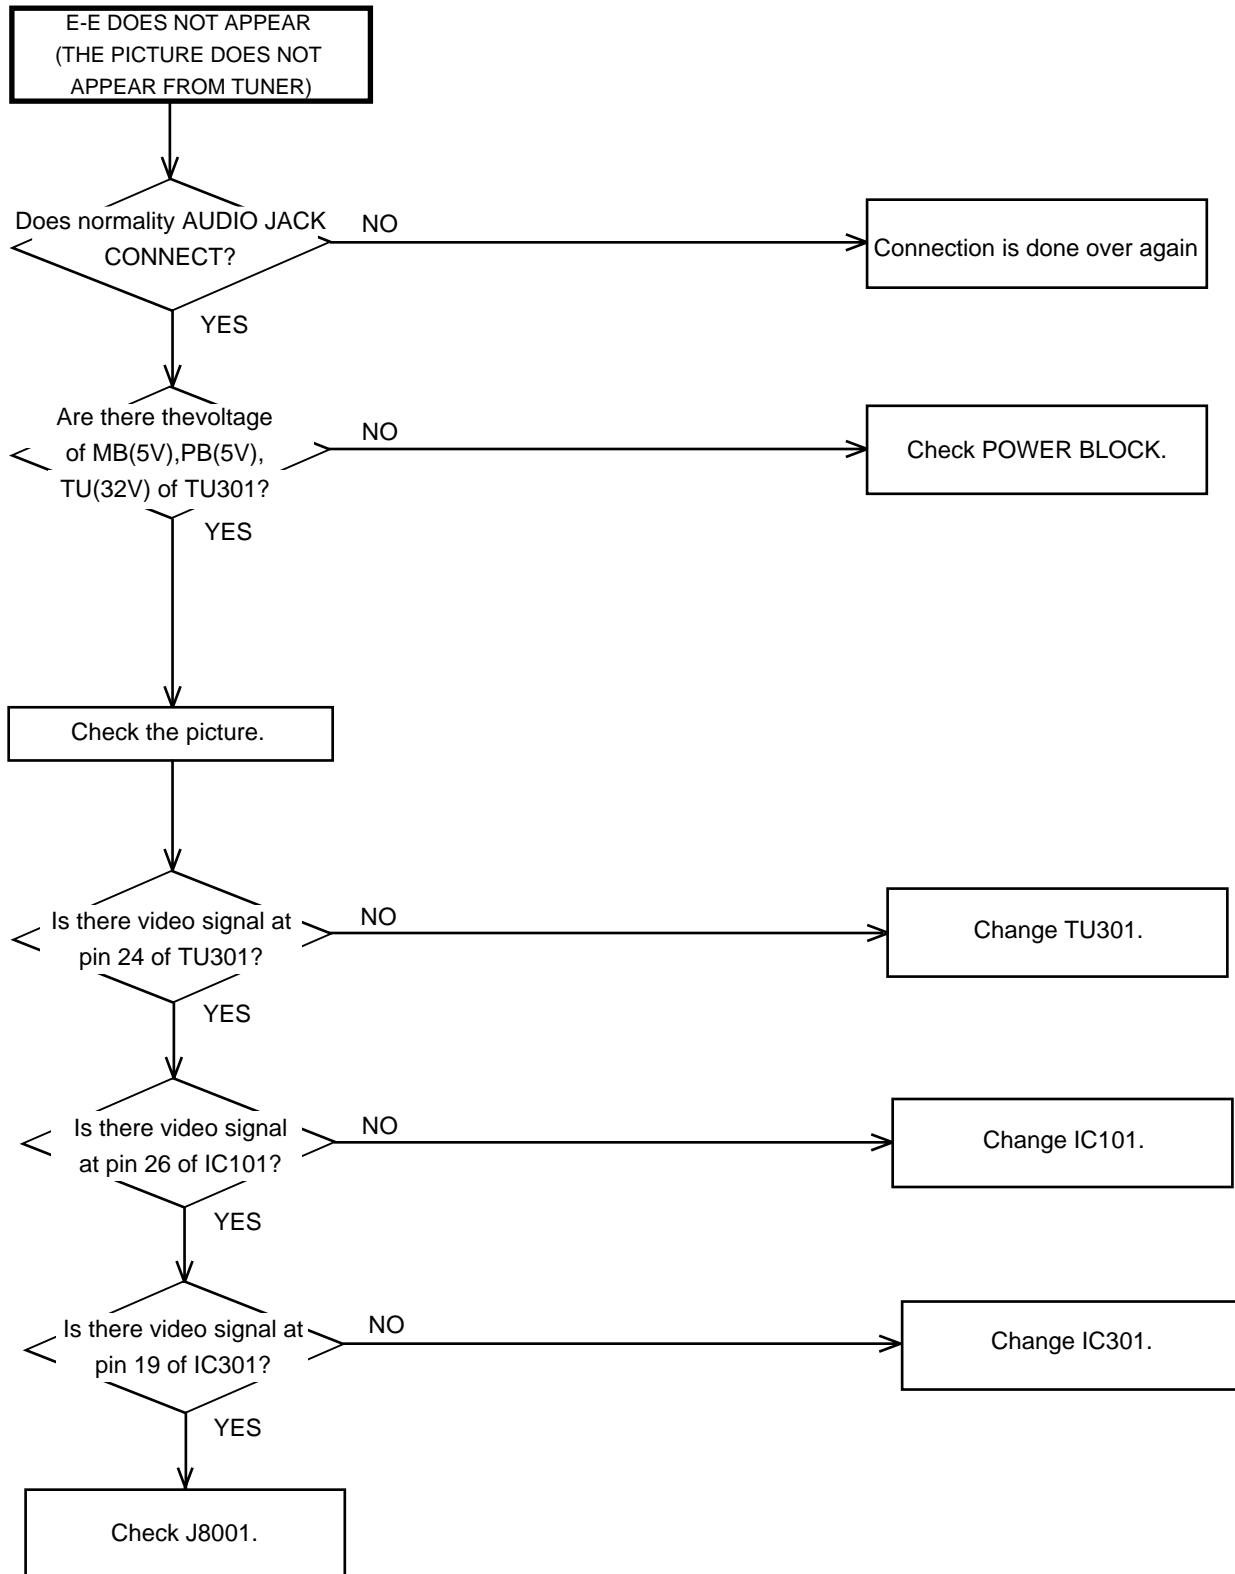 E-E DOES NOT APPEAR
(THE PICTURE DOES NOT
APPEAR FROM TUNER)
Does normality AUDIO JACK
CONNECT?
NO
Connection is done over again
YES
Are there thevoltage
of MB(5V),PB(5V),
TU(32V) of TU301?
NO
Check POWER BLOCK.
YES
Check the picture.
Is there video signal at
pin 24 of TU301?
NO
Change TU301.
YES
Is there video signal
at pin 26 of IC101?
NO
Change IC101.
YES
Is there video signal at
pin 19 of IC301?
NO
Change IC301.
YES
Check J8001.